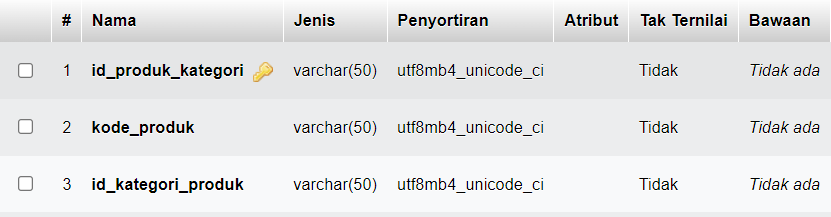 # Nama Jenis Penyortiran Atribut Tak Ternilai Bawaan
1 id_produk_kategori varchar(50) utf8mb4_unicode_ci Tidak Tidak ada
2 kode_produk varchar(50) utf8mb4_unicode_ci Tidak Tidak ada
3 id_kategori_produk varchar(50) utf8mb4_unicode_ci Tidak Tidak ada